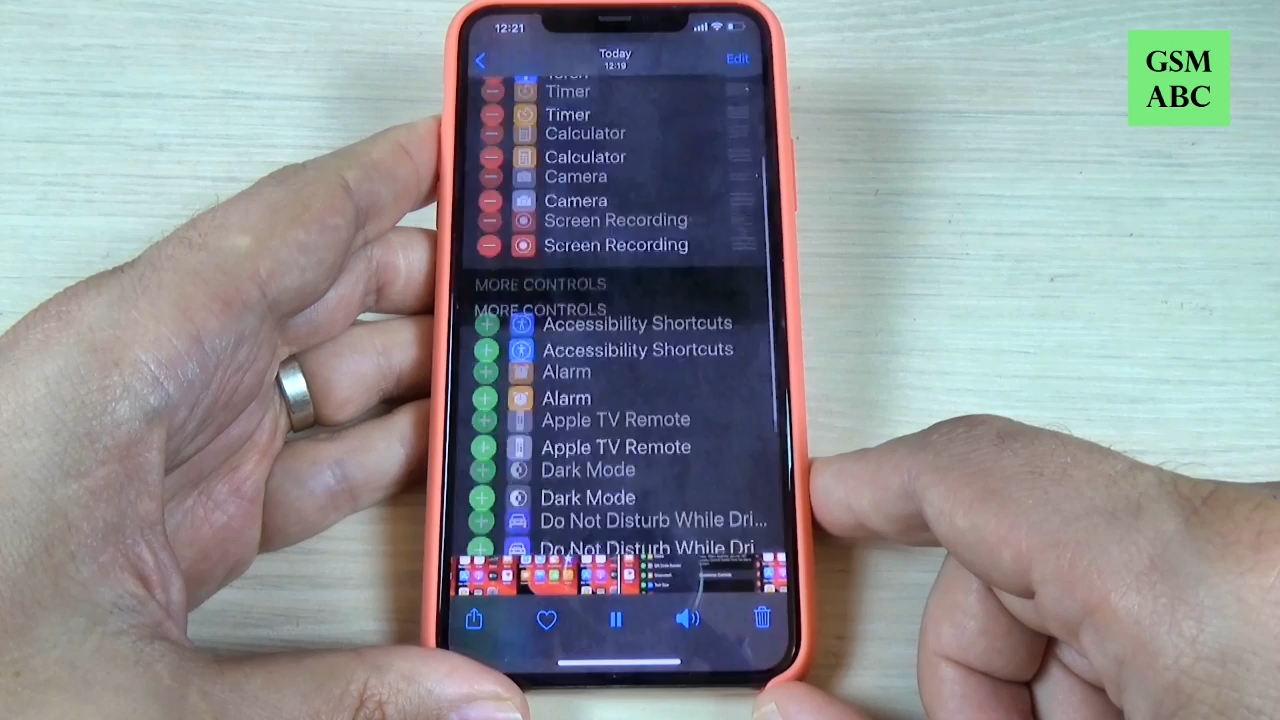 12:21
GSM
ABC
Today
12:19
Edit
Timer
Timer
Calculator
Calculator
Camera
Camera
Screen Recording
Screen Recording
MORE CONTROLS
MORE CONTROLS
Accessibility Shortcuts
Accessibility Shortcuts
Alarm
Alarm
Apple TV Remote
Apple TV Remote
Dark Mode
Dark Mode
Do Not Disturb While Dri...
Do Not Disturb While Dri